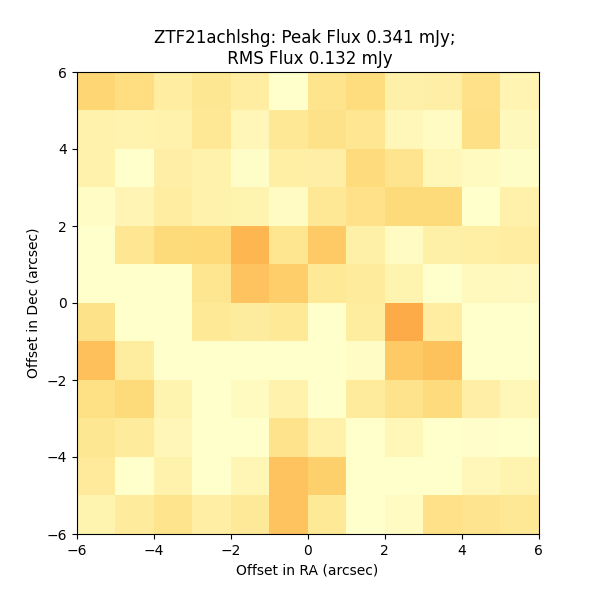 ZTF21achlshg: Peak Flux 0.341 mJy;
RMS Flux 0.132 mJy
6
4
2
0
−2
−4
−6
Offset in Dec (arcsec)
−6 −4 −2 0 2 4 6
Offset in RA (arcsec)